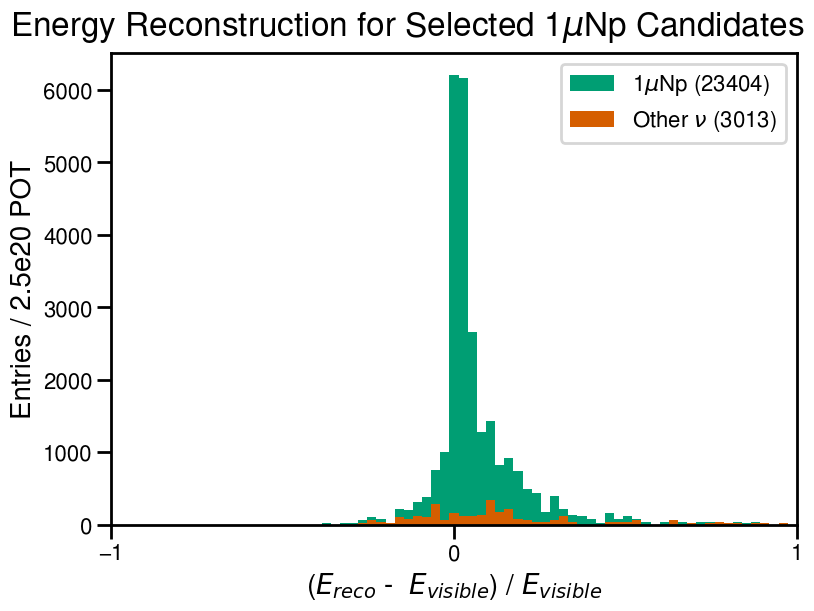 Energy Reconstruction for Selected 1μNp Candidates
1μNp (23404)
Other ν (3013)
Entries / 2.5e20 POT
6000
5000
4000
3000
2000
1000
0
−1
0
1
(E_reco - E_visible) / E_visible